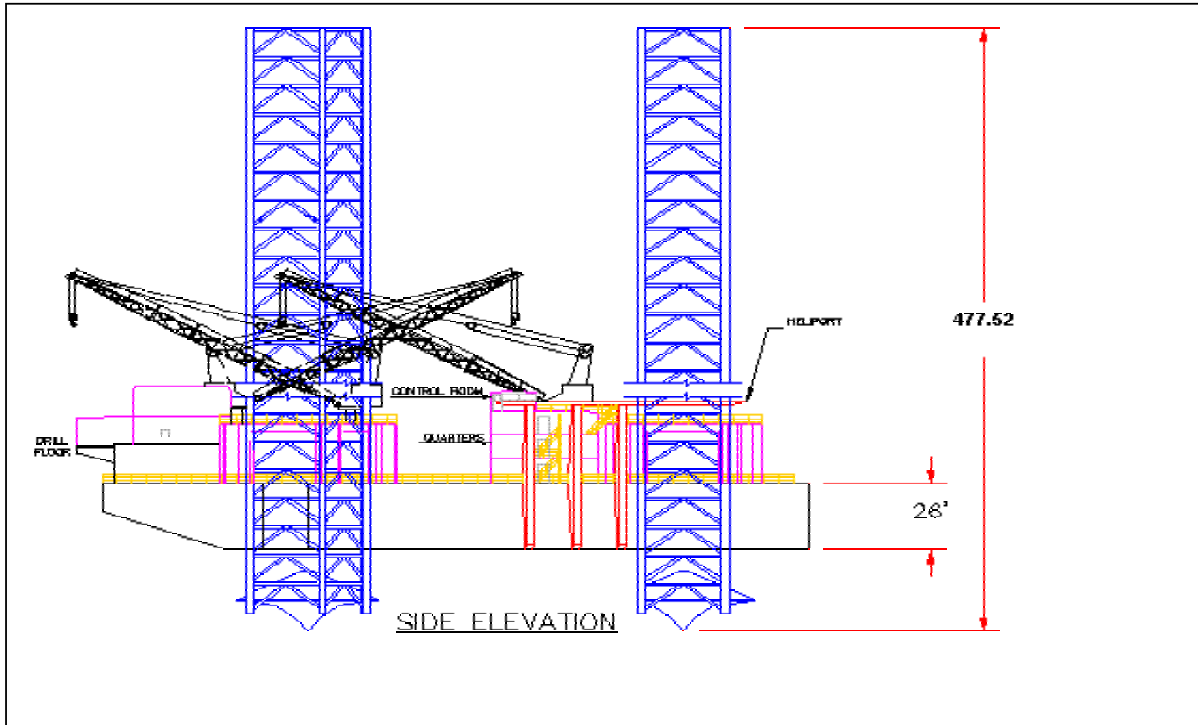 HELIPORT
477.52
CONTROL ROOM
DRILL
FLOOR
QUARTERS
26'
SIDE ELEVATION